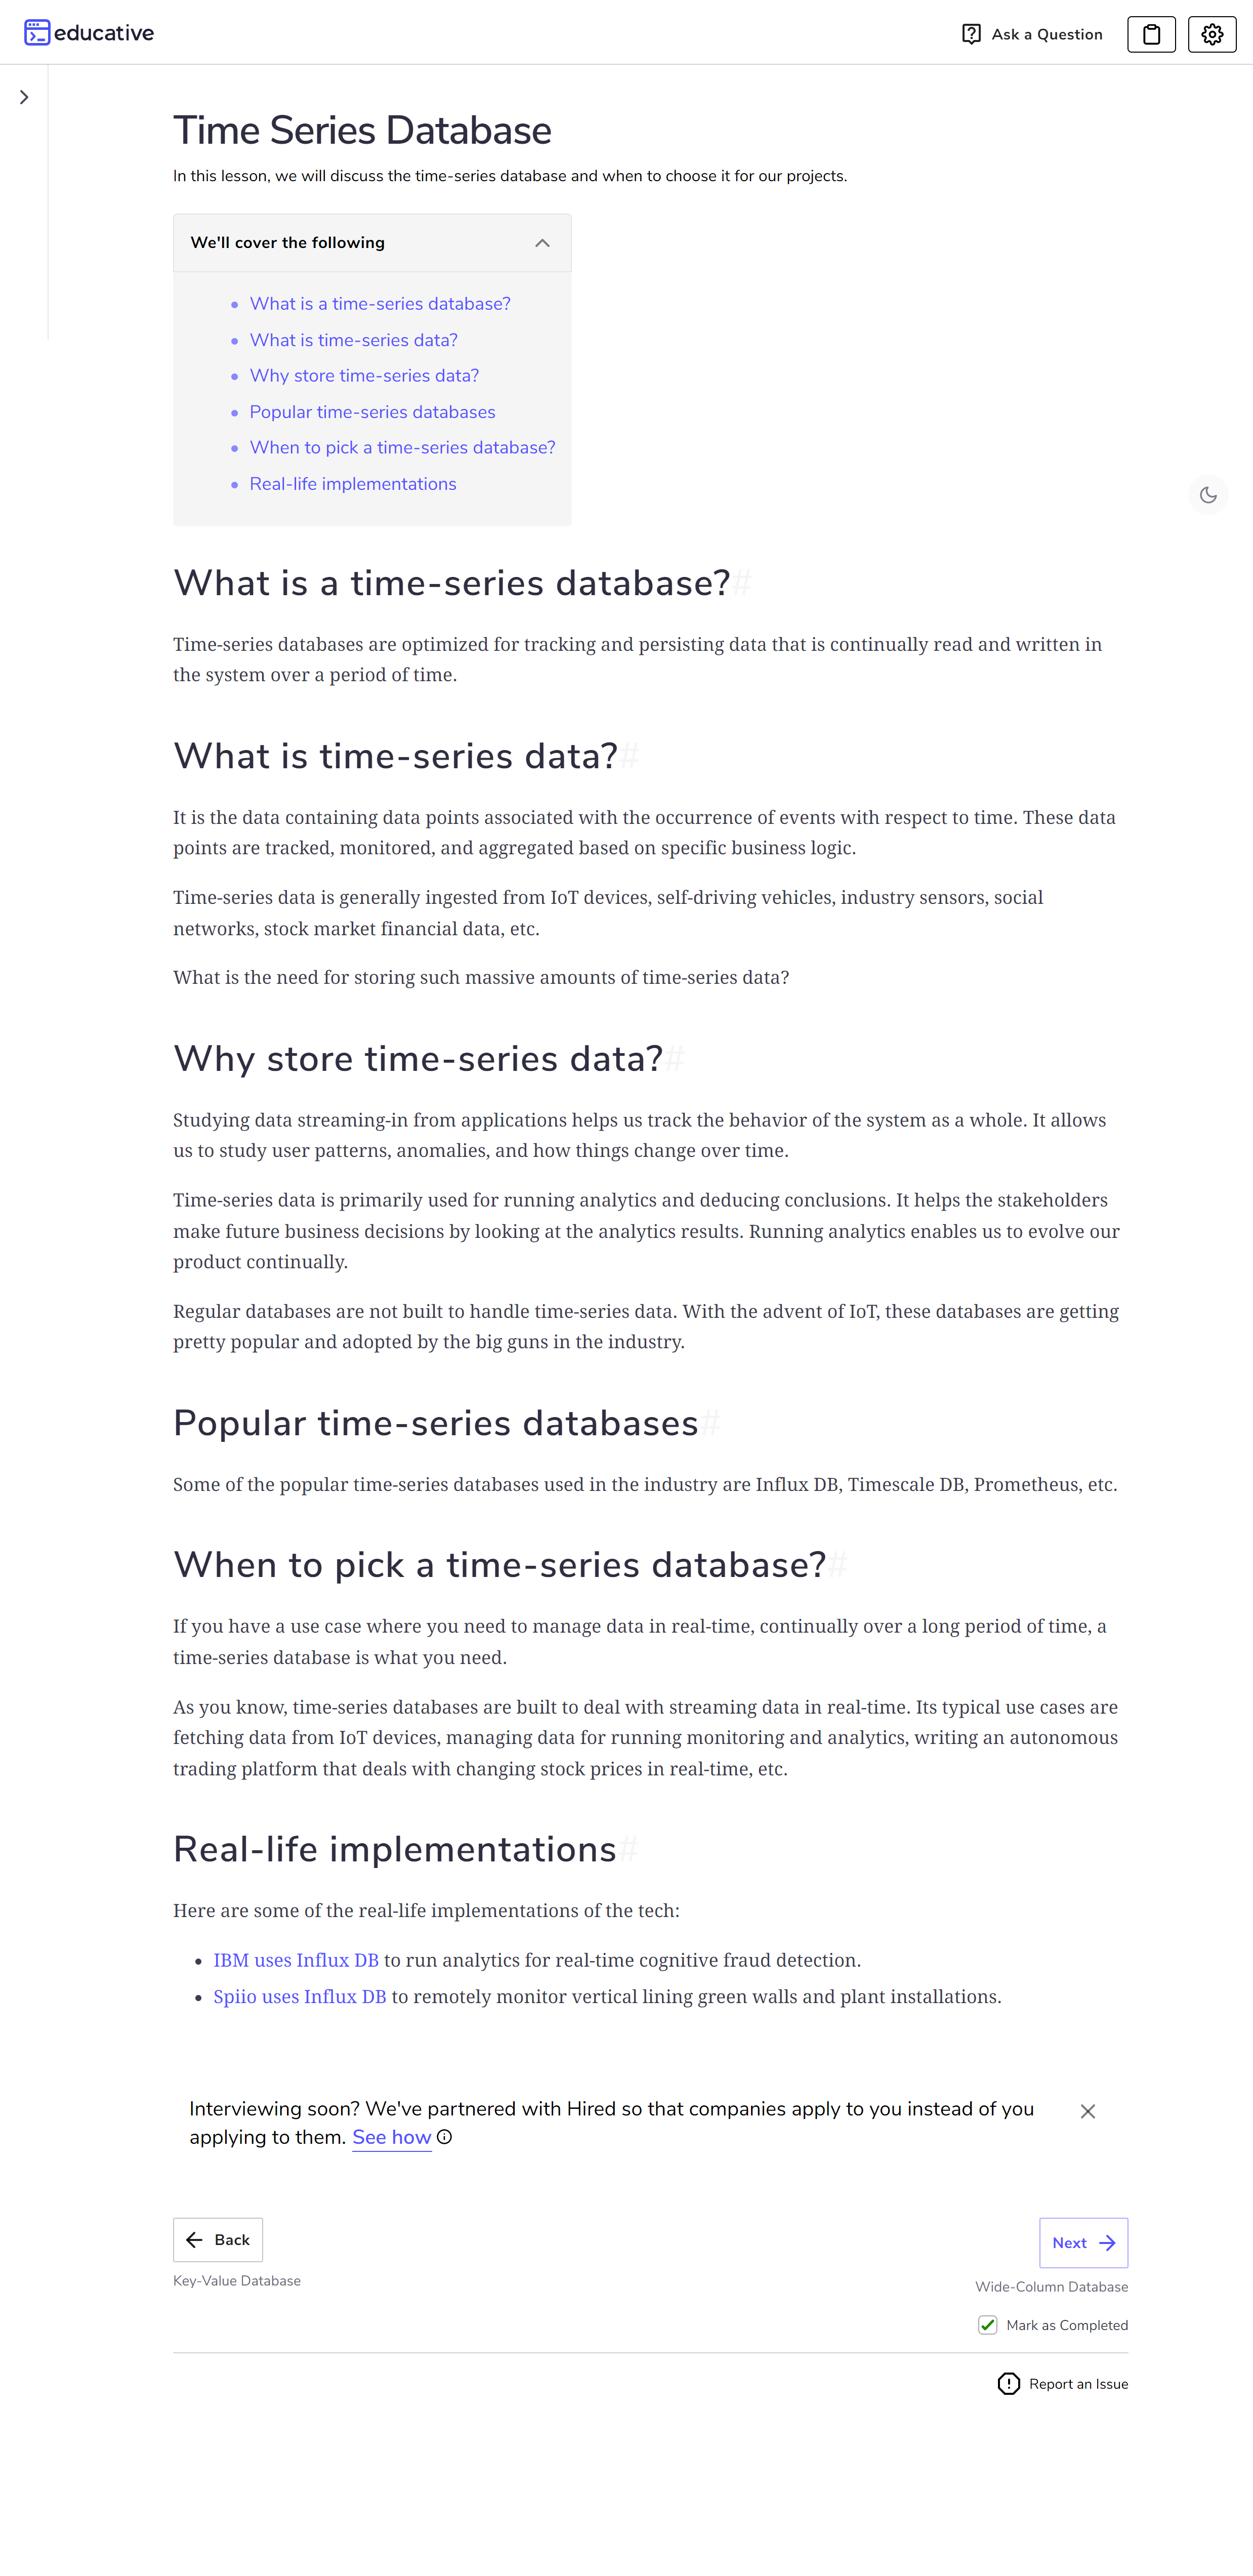 educative
Ask a Question
Time Series Database
In this lesson, we will discuss the time-series database and when to choose it for our projects.
We'll cover the following
What is a time-series database?
What is time-series data?
Why store time-series data?
Popular time-series databases
When to pick a time-series database?
Real-life implementations
What is a time-series database?#
Time-series databases are optimized for tracking and persisting data that is continually read and written in
the system over a period of time.
What is time-series data?#
It is the data containing data points associated with the occurrence of events with respect to time. These data
points are tracked, monitored, and aggregated based on specific business logic.
Time-series data is generally ingested from IoT devices, self-driving vehicles, industry sensors, social
networks, stock market financial data, etc.
What is the need for storing such massive amounts of time-series data?
Why store time-series data?#
Studying data streaming-in from applications helps us track the behavior of the system as a whole. It allows
us to study user patterns, anomalies, and how things change over time.
Time-series data is primarily used for running analytics and deducing conclusions. It helps the stakeholders
make future business decisions by looking at the analytics results. Running analytics enables us to evolve our
product continually.
Regular databases are not built to handle time-series data. With the advent of IoT, these databases are getting
pretty popular and adopted by the big guns in the industry.
Popular time-series databases#
Some of the popular time-series databases used in the industry are Influx DB, Timescale DB, Prometheus, etc.
When to pick a time-series database?#
If you have a use case where you need to manage data in real-time, continually over a long period of time, a
time-series database is what you need.
As you know, time-series databases are built to deal with streaming data in real-time. Its typical use cases are
fetching data from IoT devices, managing data for running monitoring and analytics, writing an autonomous
trading platform that deals with changing stock prices in real-time, etc.
Real-life implementations#
Here are some of the real-life implementations of the tech:
IBM uses Influx DB to run analytics for real-time cognitive fraud detection.
Spiio uses Influx DB to remotely monitor vertical lining green walls and plant installations.
Interviewing soon? We've partnered with Hired so that companies apply to you instead of you
applying to them. See how
Back
Next
Key-Value Database
Wide-Column Database
Mark as Completed
Report an Issue